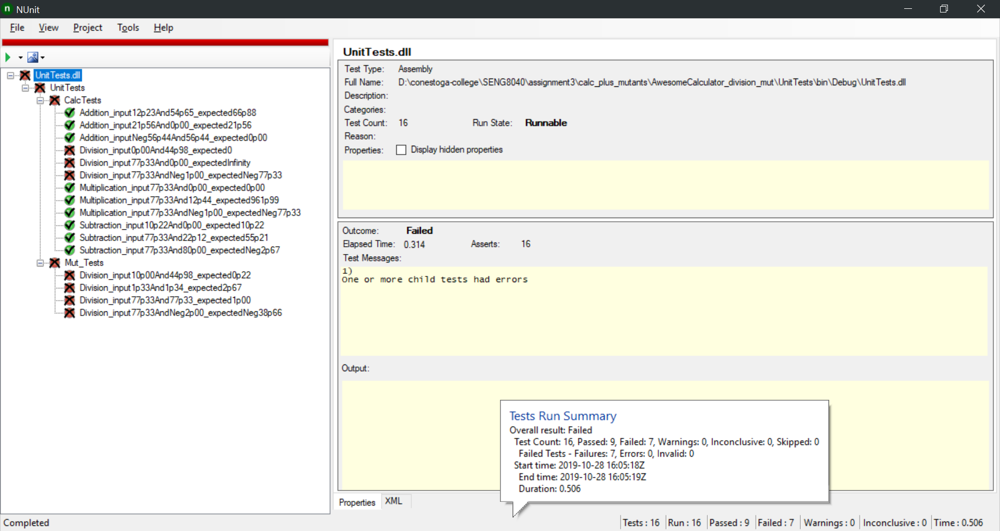 n NUnit
File View Project Tools Help
UnitTests.dll
UnitTests
CalcTests
Addition_input12p23And54p65_expected66p88
Addition_input21p56And0p00_expected21p56
Addition_inputNeg56p44And56p44_expected0p00
Division_input0p00And44p98_expected0
Division_input77p33And0p00_expectedInfinity
Division_input77p33AndNeg1p00_expectedNeg77p33
Multiplication_input77p33And0p00_expected0p00
Multiplication_input77p33And12p44_expected961p99
Multiplication_input77p33AndNeg1p00_expectedNeg77p33
Subtraction_input10p22And0p00_expected10p22
Subtraction_input77p33And22p12_expected55p21
Subtraction_input77p33And80p00_expectedNeg2p67
Mut_Tests
Division_input10p00And44p98_expected0p22
Division_input1p33And1p34_expected2p67
Division_input77p33And77p33_expected1p00
Division_input77p33AndNeg2p00_expectedNeg38p66
UnitTests.dll
Test Type: Assembly
Full Name: D:\conestoga-college\SENG8040\assignment3\calc_plus_mutants\AwesomeCalculator_division_mut\UnitTests\bin\Debug\UnitTests.dll
Description:
Categories:
Test Count: 16 Run State: Runnable
Reason:
Properties: Display hidden properties
Outcome: Failed
Elapsed Time: 0.314 Asserts: 16
Test Messages:
1)
One or more child tests had errors
Output:
Tests Run Summary
Overall result: Failed
Test Count: 16, Passed: 9, Failed: 7, Warnings: 0, Inconclusive: 0, Skipped: 0
Failed Tests - Failures: 7, Errors: 0, Invalid: 0
Start time: 2019-10-28 16:05:18Z
End time: 2019-10-28 16:05:19Z
Duration: 0.506
Properties XML
Completed Tests : 16 Run : 16 Passed : 9 Failed : 7 Warnings : 0 Inconclusive : 0 Time : 0.506